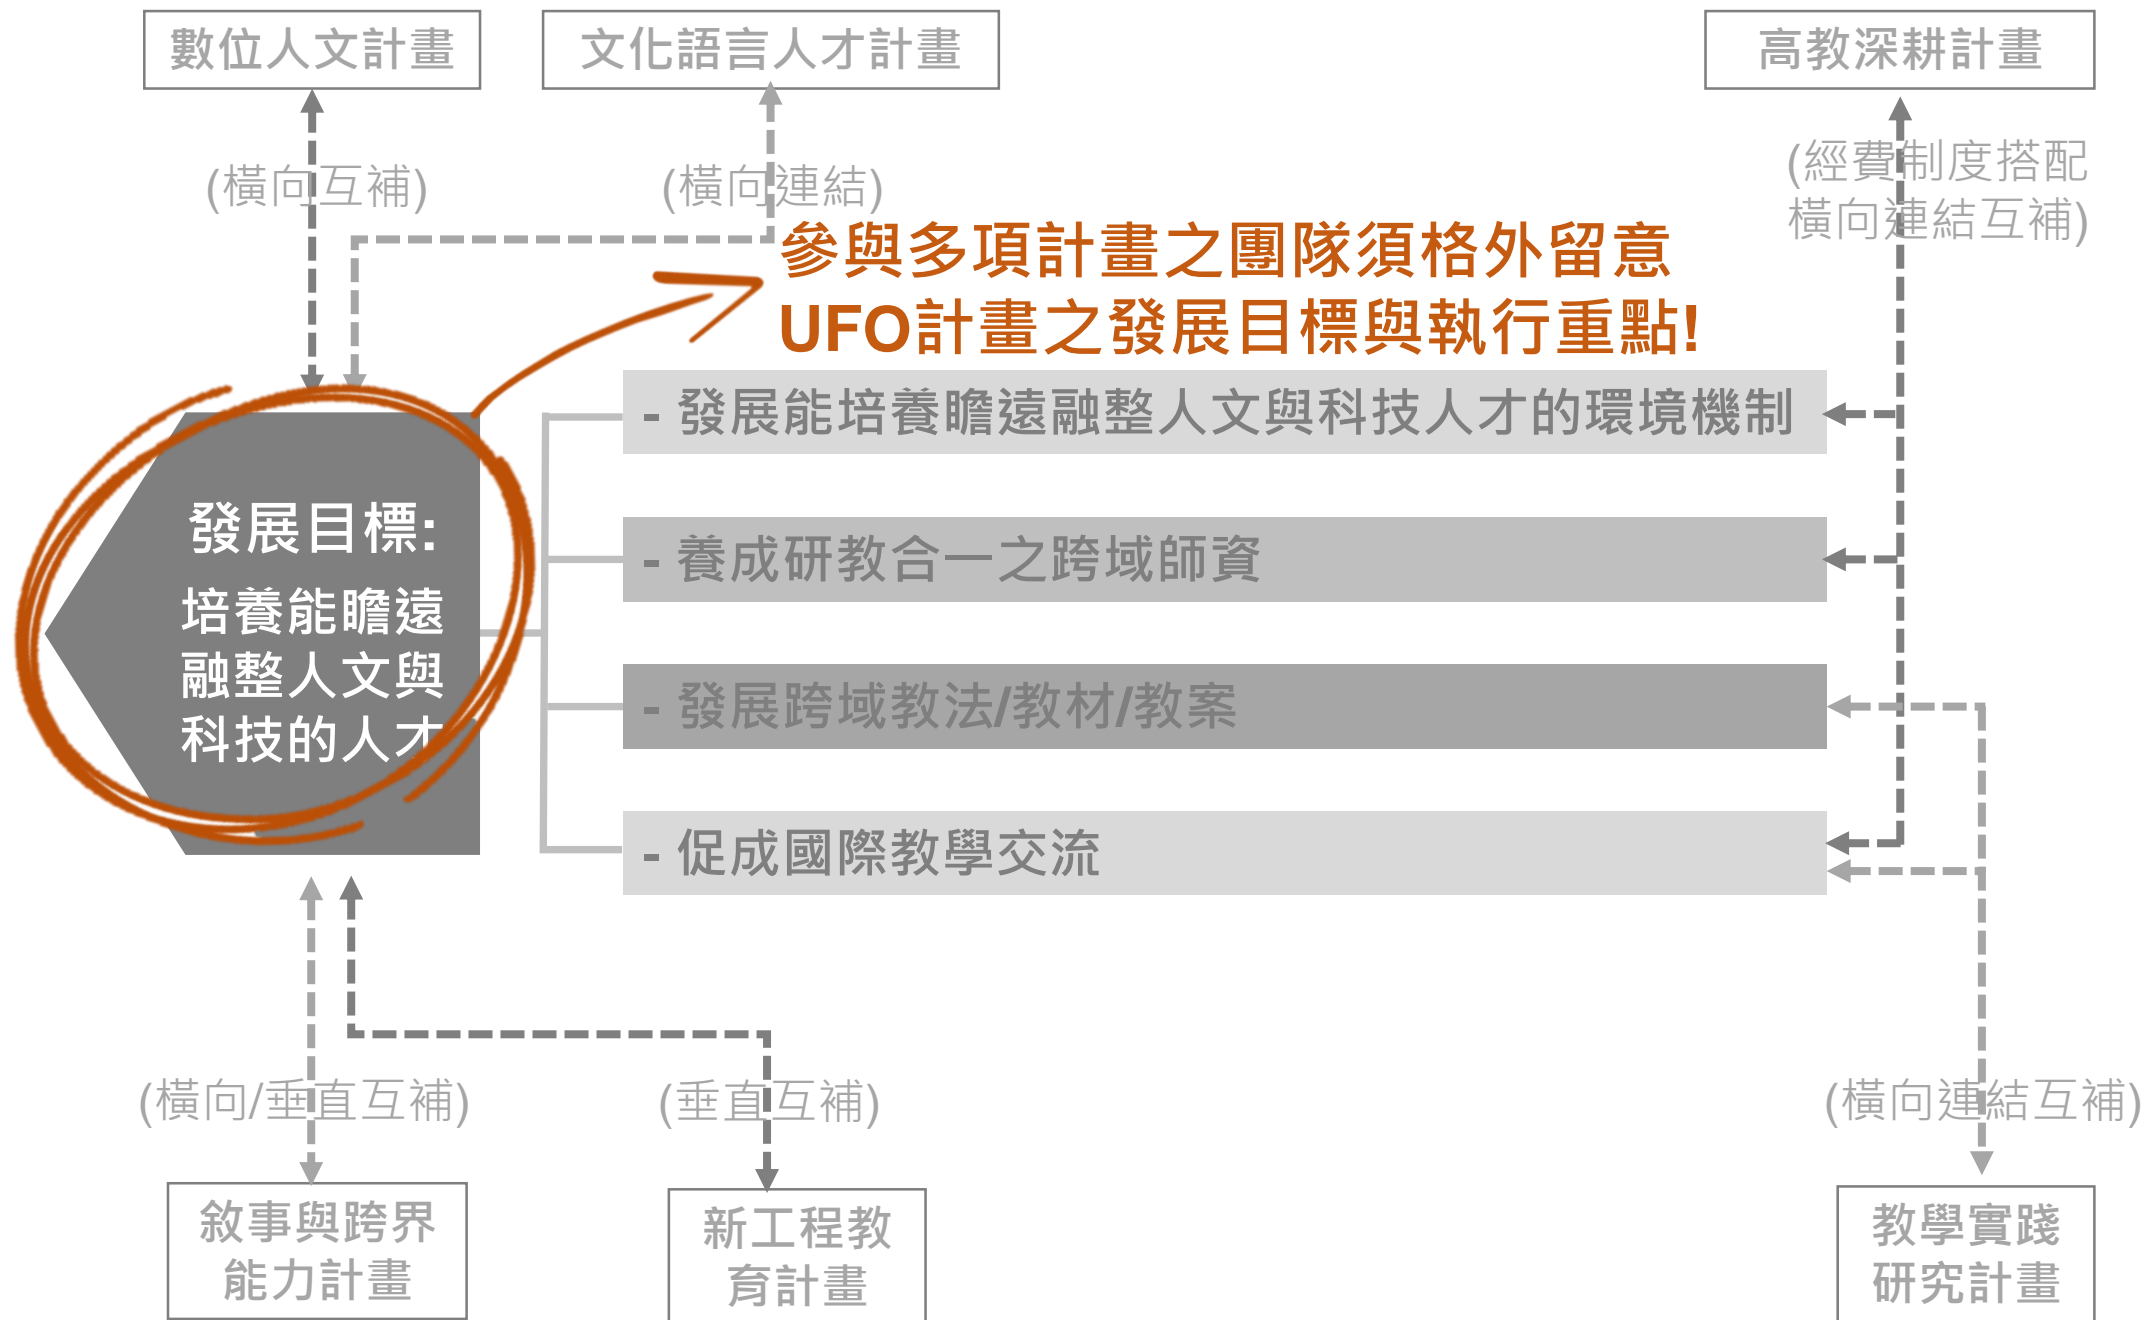 數位人文計畫
文化語言人才計畫
高教深耕計畫
(橫向互補)
(橫向連結)
(經費制度搭配
橫向連結互補)
參與多項計畫之團隊須格外留意
UFO計畫之發展目標與執行重點!
發展目標:
培養能瞻遠
融整人文與
科技的人才
- 發展能培養瞻遠融整人文與科技人才的環境機制
- 養成研教合一之跨域師資
- 發展跨域教法/教材/教案
- 促成國際教學交流
(橫向/垂直互補)
(垂直互補)
(橫向連結互補)
敘事與跨界
能力計畫
新工程教
育計畫
教學實踐
研究計畫